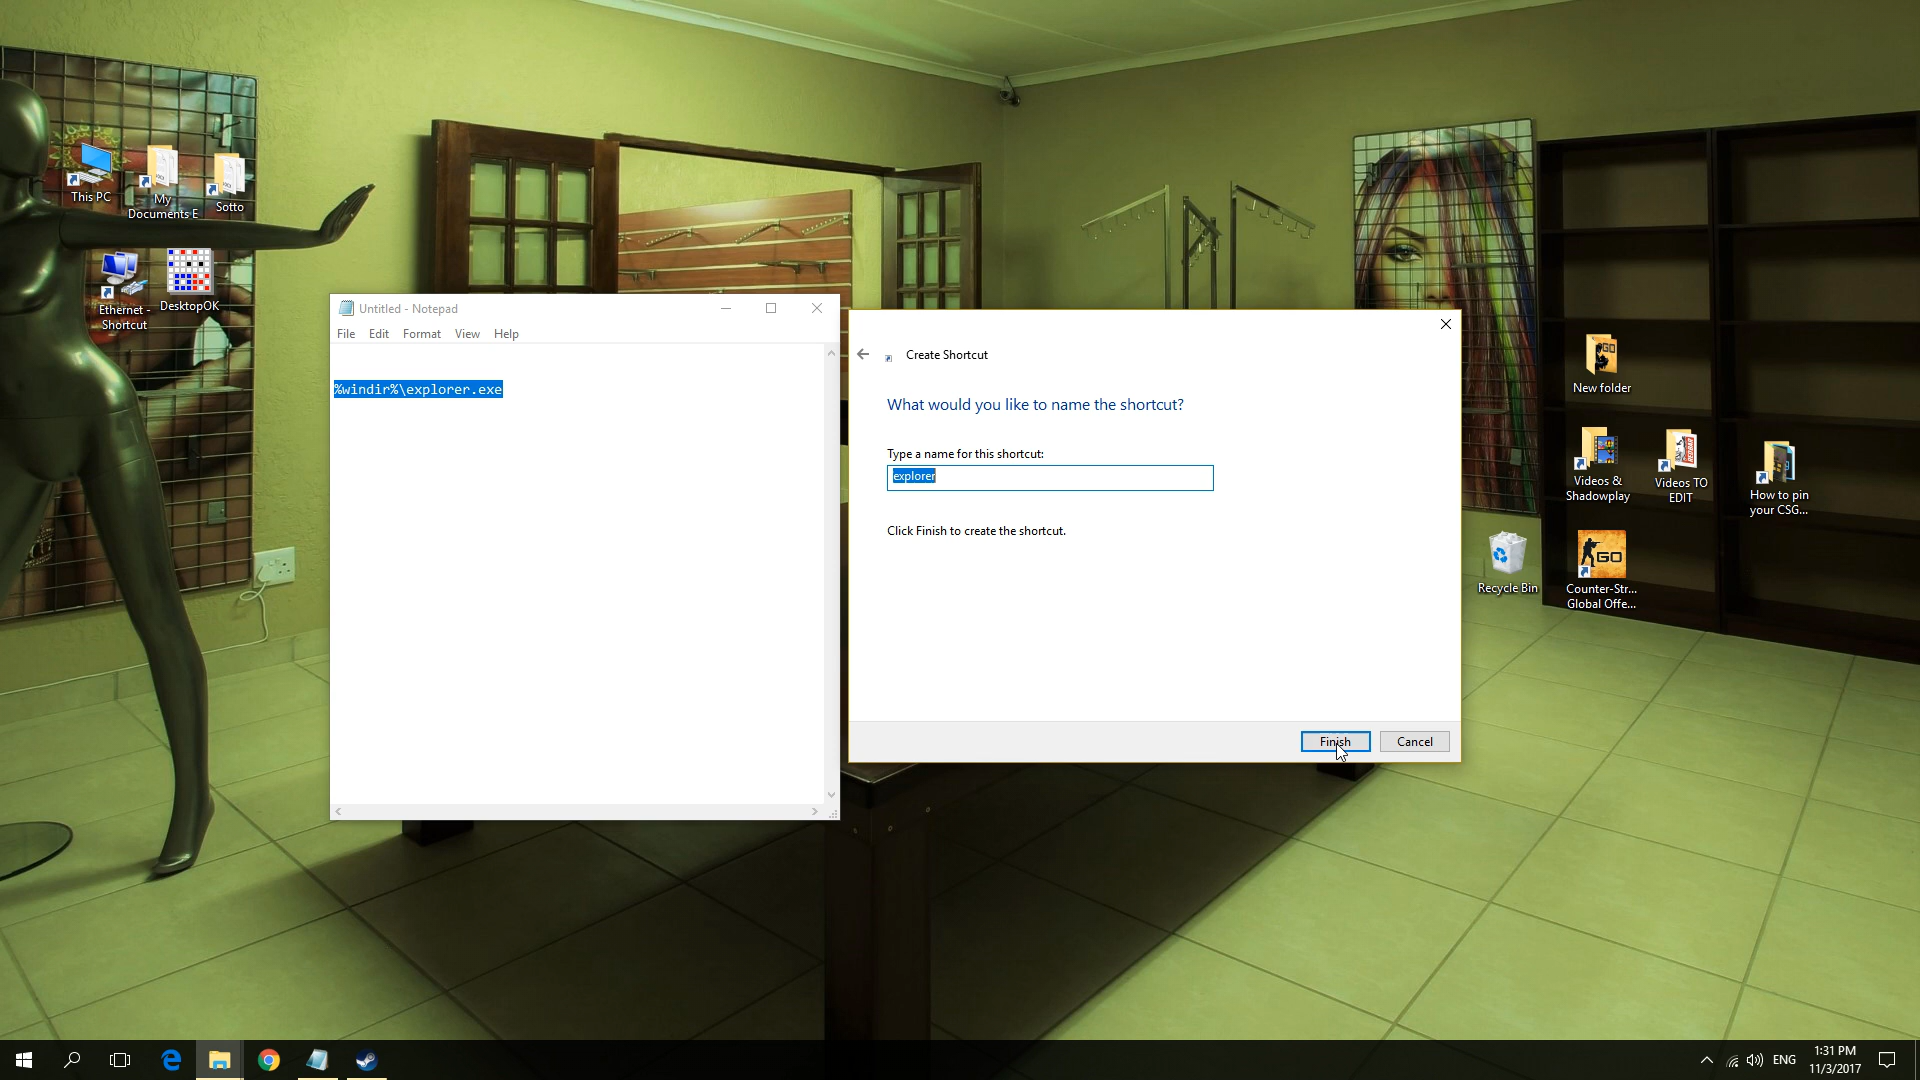 This PC
My
Documents E
Sotto
Ethernet -
Shortcut
DesktopOK
Untitled - Notepad
File Edit Format View Help
%windir%\explorer.exe
Create Shortcut
What would you like to name the shortcut?
Type a name for this shortcut:
explorer
Click Finish to create the shortcut.
Finish Cancel
GO
New folder
Videos &
Shadowplay
Videos TO
EDIT
How to pin
your CSG...
Recycle Bin
GO
Counter-Str...
Global Offe...
ENG
1:31 PM
11/3/2017